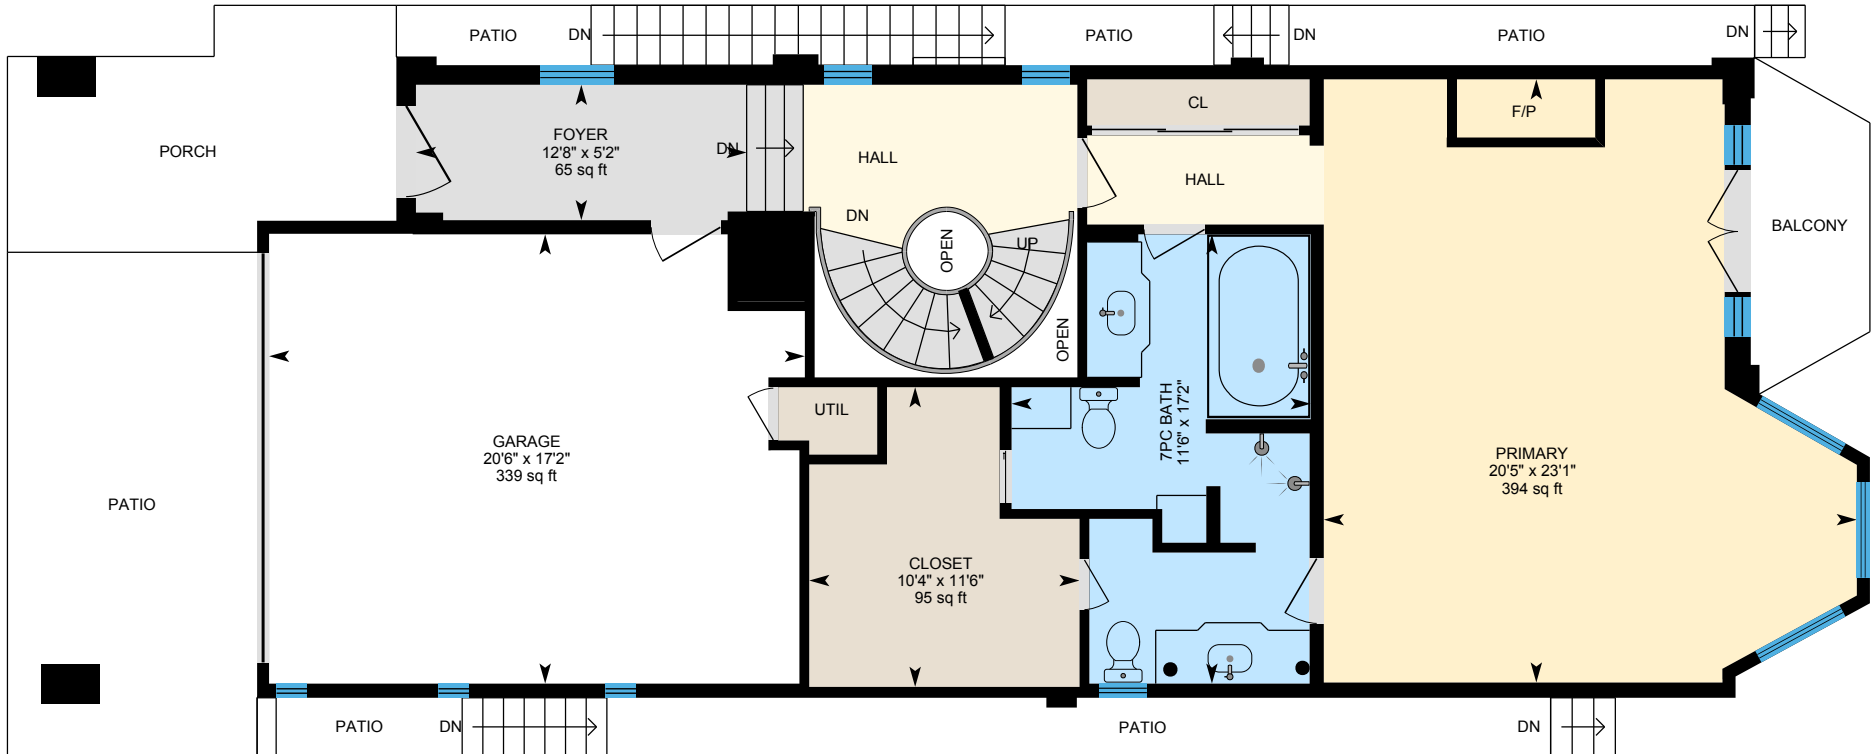 PATIO
DN
PATIO
DN
PATIO
DN
CL
F/P
FOYER
12'8" x 5'2"
65 sq ft
DN
PORCH
HALL
HALL
DN
UP
OPEN
BALCONY
OPEN
UTIL
7PC BATH
11'6" x 17'2"
GARAGE
20'6" x 17'2"
339 sq ft
PRIMARY
20'5" x 23'1"
394 sq ft
PATIO
CLOSET
10'4" x 11'6"
95 sq ft
PATIO
DN
PATIO
DN